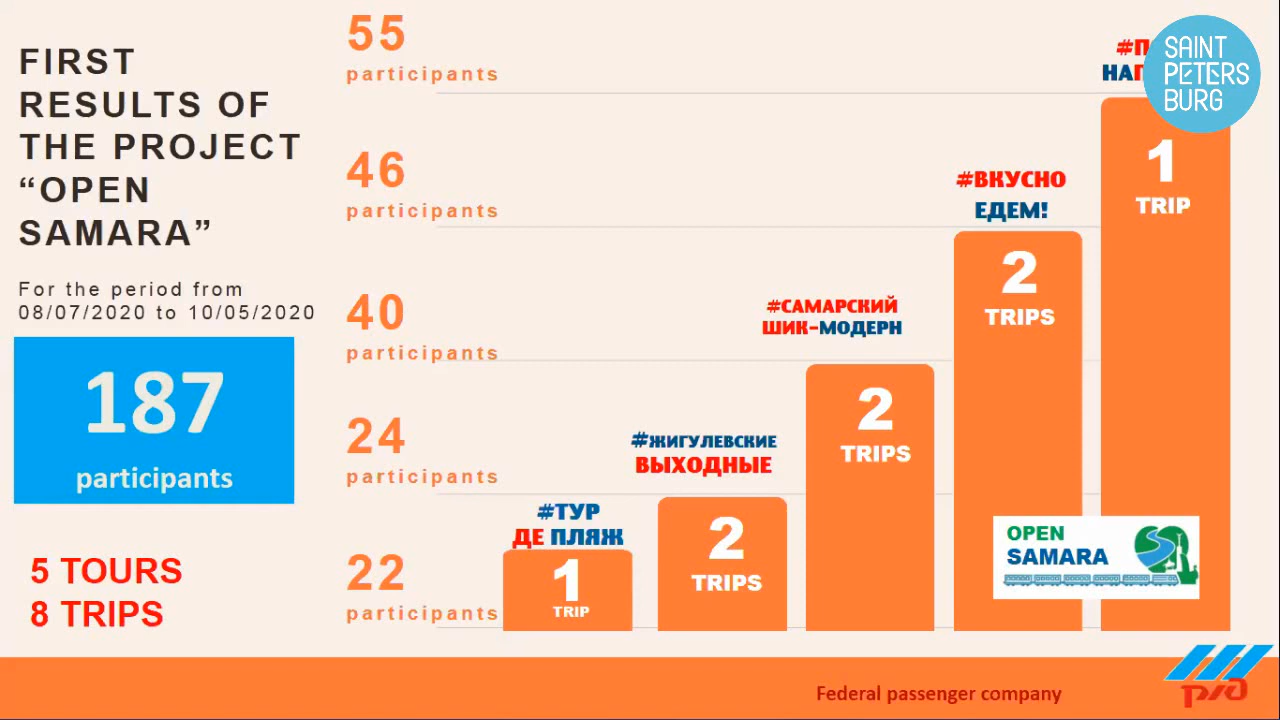 FIRST
RESULTS OF
THE PROJECT
“OPEN
SAMARA”
For the period from
08/07/2020 to 10/05/2020
187
participants
5 TOURS
8 TRIPS
55
participants
46
participants
40
participants
24
participants
22
participants
#ТУР
ДЕ ПЛЯЖ
1
TRIP
#ЖИГУЛЕВСКИЕ
ВЫХОДНЫЕ
2
TRIPS
#САМАРСКИЙ
ШИК-МОДЕРН
2
TRIPS
#ВКУСНО
ЕДЕМ!
2
TRIPS
1
TRIP
SAINT
PETERS
BURG
OPEN
SAMARA
Federal passenger company
ржд